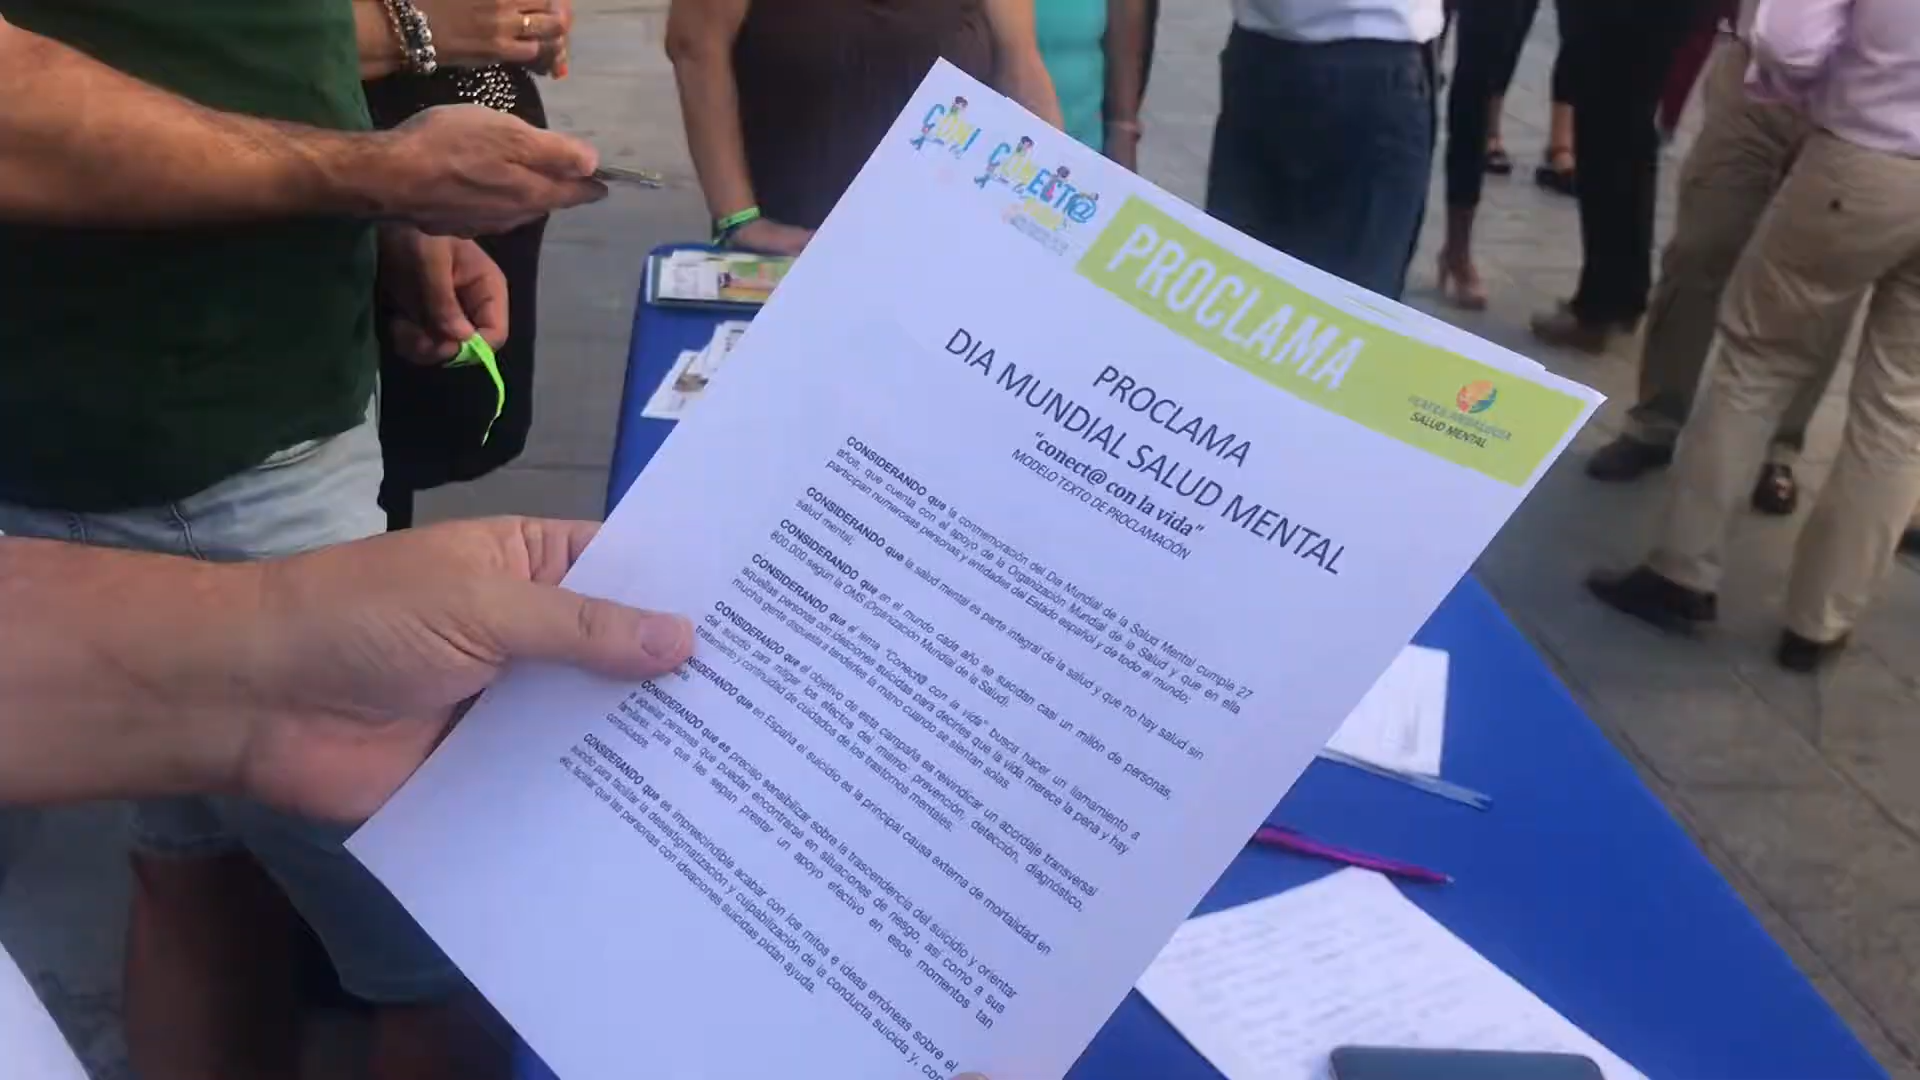 CONECT@
PROCLAMA
SALUD MENTAL
PROCLAMA
DIA MUNDIAL SALUD MENTAL
“conect@ con la vida”
MODELO TEXTO DE PROCLAMACIÓN
CONSIDERANDO que la conmemoración del Dia Mundial de la Salud Mental cumple 27
años, que cuenta con el apoyo de la Organización Mundial de la Salud y que en ella
participan numerosas personas y entidades del Estado español y de todo el mundo;
CONSIDERANDO que la salud mental es parte integral de la salud y que no hay salud sin
salud mental;
CONSIDERANDO que en el mundo cada año se suicidan casi un millón de personas,
800.000 según la OMS (Organización Mundial de la Salud);
CONSIDERANDO que el lema "Conect@ con la vida" busca hacer un llamamiento a
aquellas personas con ideaciones suicidas para decirles que la vida merece la pena y hay
mucha gente dispuesta a tenderles la mano cuando se sientan solas.
CONSIDERANDO que el objetivo de esta campaña es reivindicar un abordaje transversal
del suicidio para mitigar los efectos del mismo: prevención, detección, diagnóstico,
tratamiento y continuidad de cuidados de los trastornos mentales.
NSIDERANDO que en España el suicidio es la principal causa externa de mortalidad en
CONSIDERANDO que es preciso sensibilizar sobre la trascendencia del suicidio y orientar
a aquellas personas que puedan encontrarse en situaciones de riesgo, así como a sus
familiares, para que les sepan prestar un apoyo efectivo en esos momentos tan
complicados.
CONSIDERANDO que es imprescindible acabar con los mitos e ideas erróneas sobre el
suicidio para facilitar la desestigmatización y culpabilización de la conducta suicida y, con
ello, facilitar que las personas con ideaciones suicidas pidan ayuda.